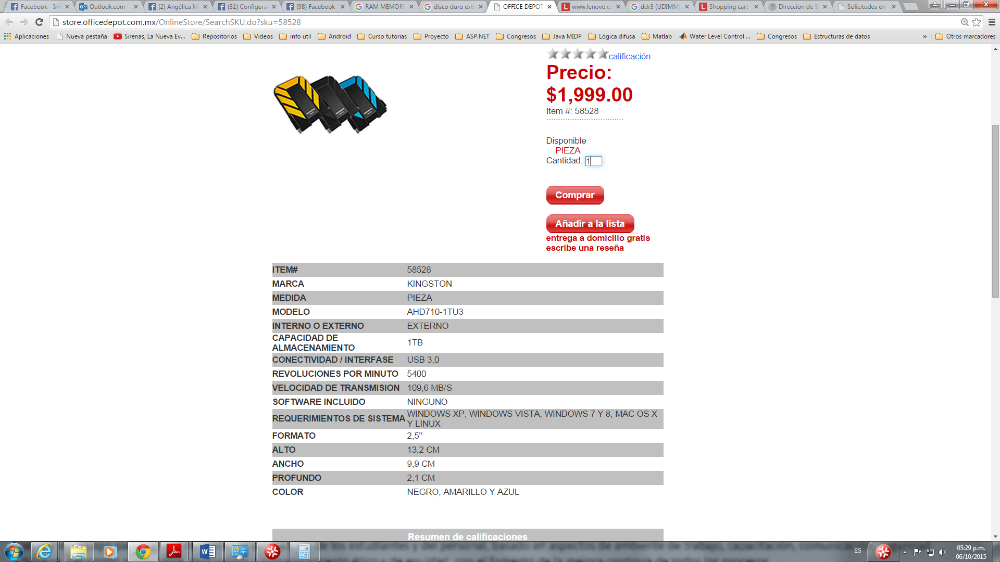 Facebook - Ini
Outlook.com -
(2) Angélica M
(31) Configura
(98) Facebook
RAM MEMORY
disco duro exte
OFFICE DEPOT
www.lenovo.cc
ddr3 (UDIMM)
Shopping cart
Direccion de S
Solicitudes en
store.officedepot.com.mx/OnlineStore/SearchSKU.do?sku=58528
Aplicaciones
Nueva pestaña
Sirenas, La Nueva Ev...
Repositorios
Videos
info util
Android
Curso tutorias
Proyecto
ASP.NET
Congresos
Java MIDP
Lógica difusa
Matlab
Water Level Control ...
Congresos
Estructuras de datos
»
Otros marcadores
calificación
Precio:
$1,999.00
Item #: 58528
Disponible
PIEZA
Cantidad: 1
Comprar
Añadir a la lista
entrega a domicilio gratis
escribe una reseña
ITEM# 58528
MARCA KINGSTON
MEDIDA PIEZA
MODELO AHD710-1TU3
INTERNO O EXTERNO EXTERNO
CAPACIDAD DE
ALMACENAMIENTO 1TB
CONECTIVIDAD / INTERFASE USB 3,0
REVOLUCIONES POR MINUTO 5400
VELOCIDAD DE TRANSMISION 109,6 MB/S
SOFTWARE INCLUIDO NINGUNO
REQUERIMIENTOS DE SISTEMA WINDOWS XP, WINDOWS VISTA, WINDOWS 7 Y 8, MAC OS X
Y LINUX
FORMATO 2,5"
ALTO 13,2 CM
ANCHO 9,9 CM
PROFUNDO 2,1 CM
COLOR NEGRO, AMARILLO Y AZUL
Resumen de calificaciones
ES
05:29 p.m.
06/10/2015